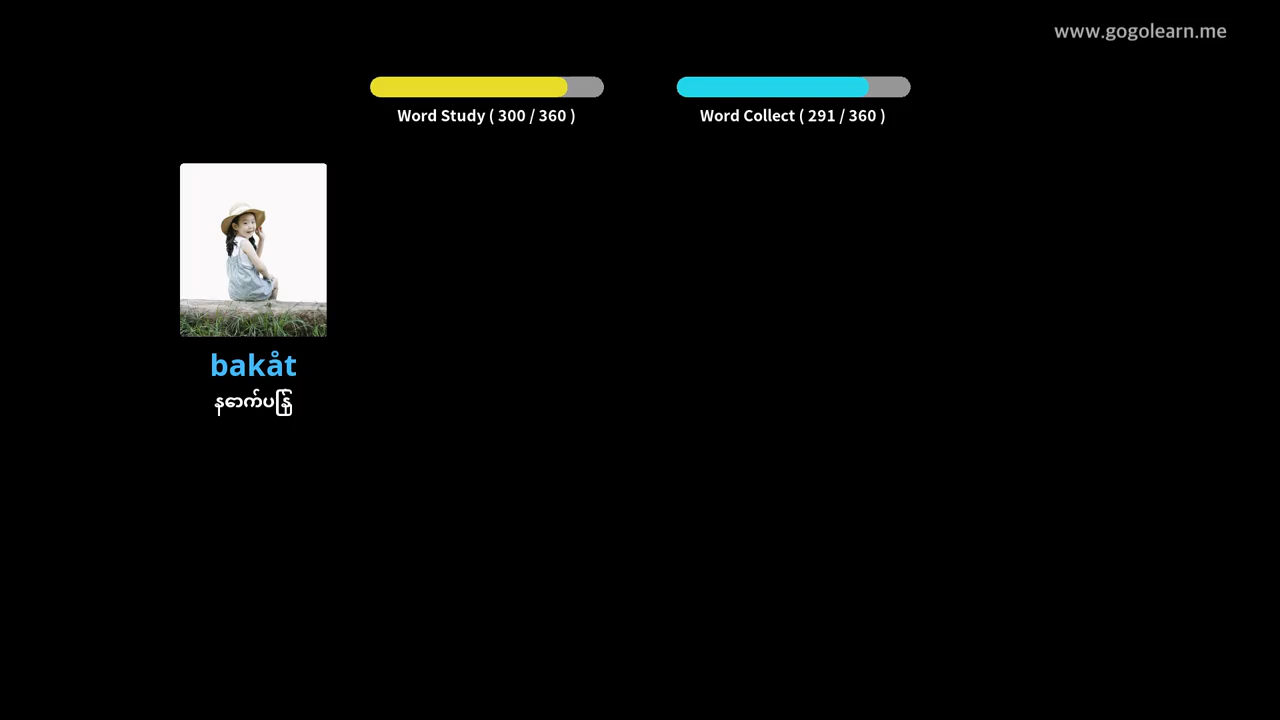 www.gogolearn.me
Word Study ( 300 / 360 )
Word Collect ( 291 / 360 )
bakåt
နောက်ပြန်